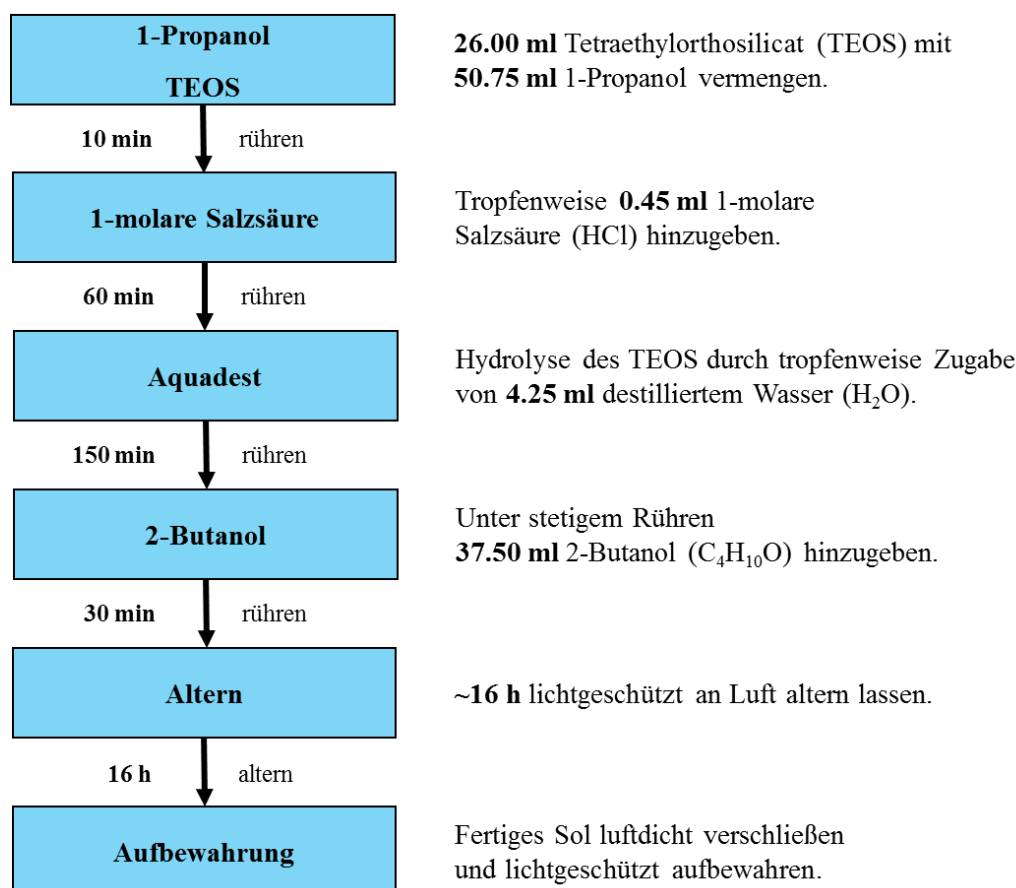 1-Propanol
TEOS
26.00 ml Tetraethylorthosilicat (TEOS) mit
50.75 ml 1-Propanol vermengen.
10 min rühren
1-molare Salzsäure
Tropfenweise 0.45 ml 1-molare
Salzsäure (HCl) hinzugeben.
60 min rühren
Aquadest
Hydrolyse des TEOS durch tropfenweise Zugabe
von 4.25 ml destilliertem Wasser (H₂O).
150 min rühren
2-Butanol
Unter stetigem Rühren
37.50 ml 2-Butanol (C₄H₁₀O) hinzugeben.
30 min rühren
Altern
~16 h lichtgeschützt an Luft altern lassen.
16 h altern
Aufbewahrung
Fertiges Sol luftdicht verschließen
und lichtgeschützt aufbewahren.